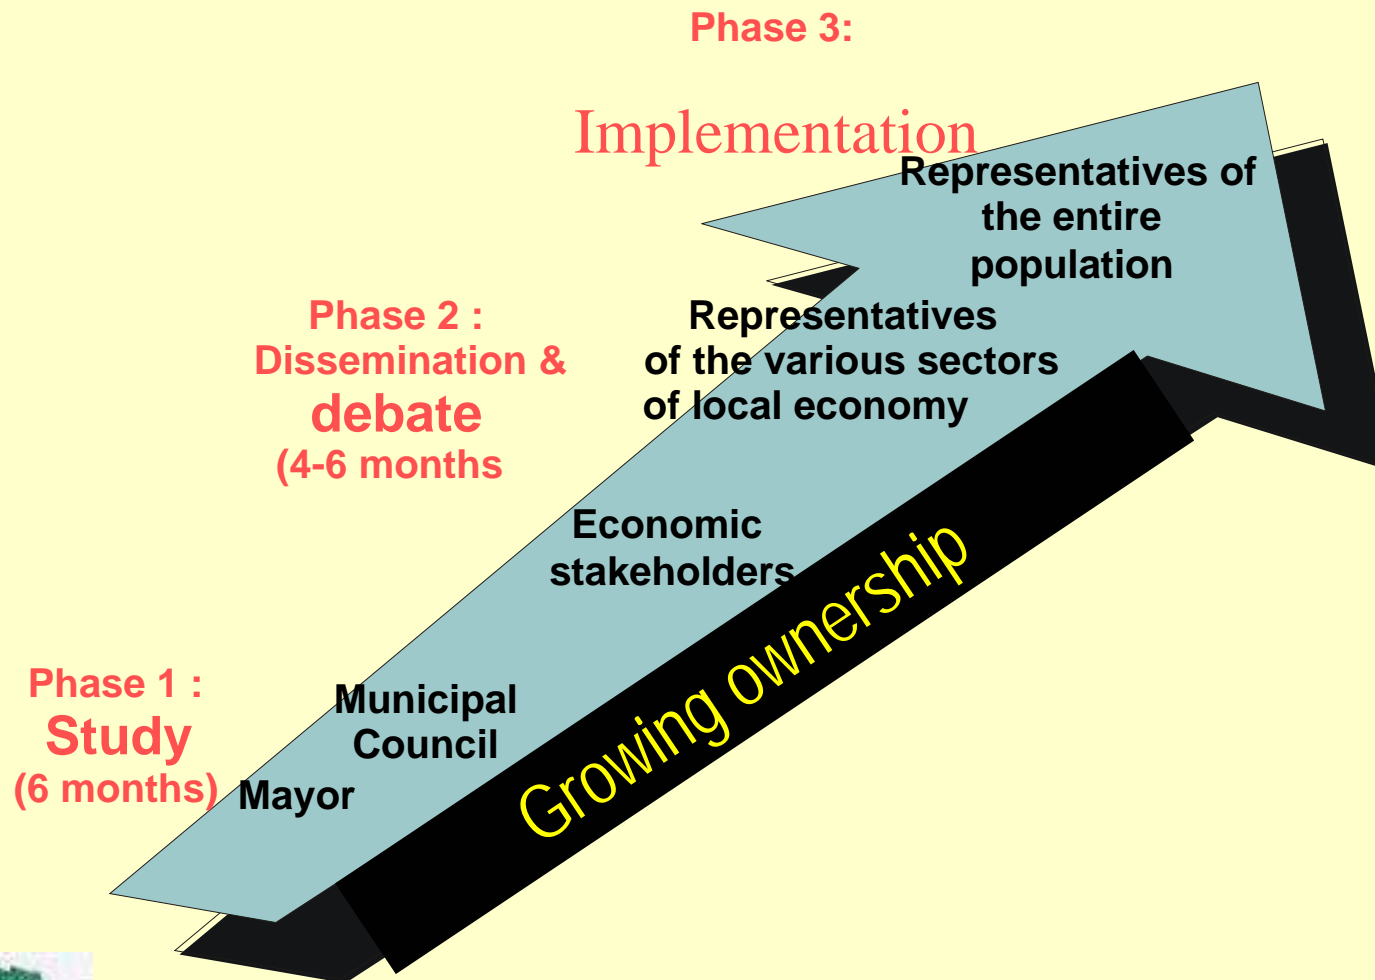 Phase 3:
Implementation
Representatives of
the entire
population
Phase 2 :
Dissemination &
debate
(4-6 months
Representatives
of the various sectors
of local economy
Economic
stakeholders
Growing ownership
Phase 1 :
Study
(6 months)
Municipal
Council
Mayor